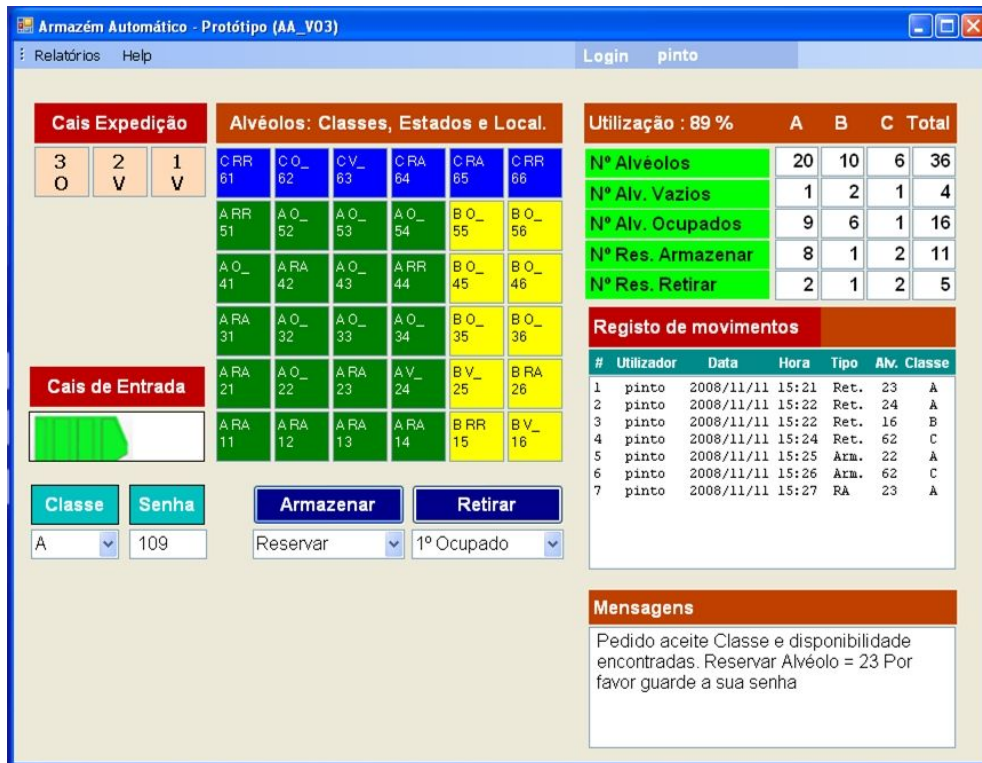 Armazém Automático - Protótipo (AA_V03)
Relatórios Help Login pinto
Cais Expedição
3 2 1
O V V
Alvéolos: Classes, Estados e Local.
C RR C O_ C V_ C RA C RA C RR
61 62 63 64 65 66
A RR A O_ A O_ A O_ B O_ B O_
51 52 53 54 55 56
A O_ A RA A O_ A RR B O_ B O_
41 42 43 44 45 46
A RA A O_ A O_ A O_ B O_ B O_
31 32 33 34 35 36
A RA A O_ A RA A V_ B V_ B RA
21 22 23 24 25 26
A RA A RA A RA A RA B RR B V_
11 12 13 14 15 16
Utilização : 89 % A B C Total
Nº Alvéolos 20 10 6 36
Nº Alv. Vazios 1 2 1 4
Nº Alv. Ocupados 9 6 1 16
Nº Res. Armazenar 8 1 2 11
Nº Res. Retirar 2 1 2 5
Cais de Entrada
Classe Senha
A 109
Armazenar Retirar
Reservar 1º Ocupado
Registo de movimentos
# Utilizador Data Hora Tipo Alv. Classe
1 pinto 2008/11/11 15:21 Ret. 23 A
2 pinto 2008/11/11 15:22 Ret. 24 A
3 pinto 2008/11/11 15:22 Ret. 16 B
4 pinto 2008/11/11 15:24 Ret. 62 C
5 pinto 2008/11/11 15:25 Arm. 22 A
6 pinto 2008/11/11 15:26 Arm. 62 C
7 pinto 2008/11/11 15:27 RA 23 A
Mensagens
Pedido aceite Classe e disponibilidade
encontradas. Reservar Alvéolo = 23 Por
favor guarde a sua senha